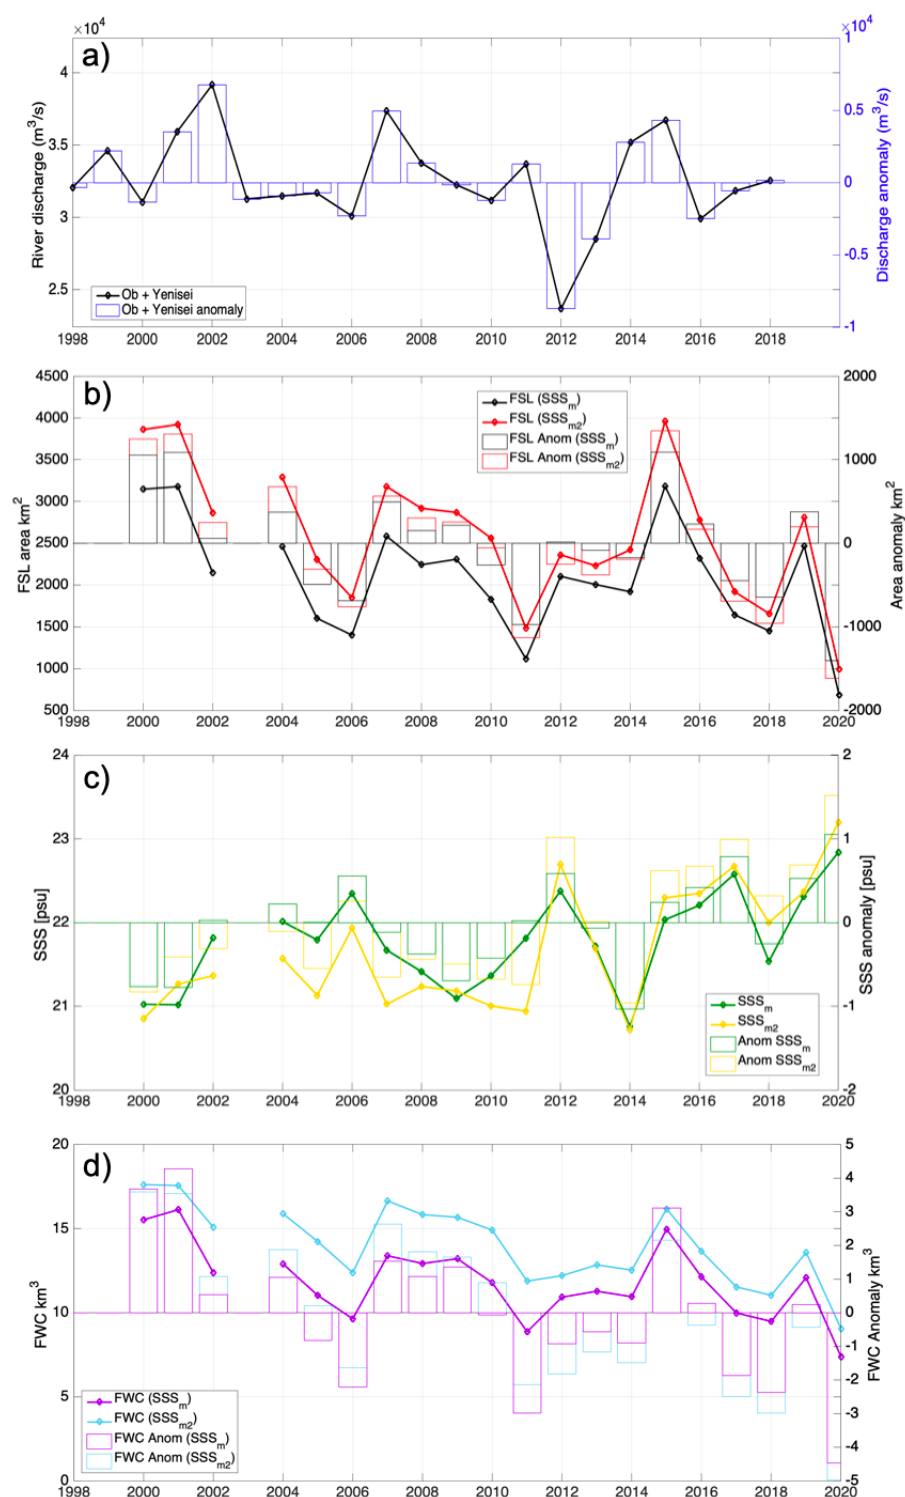 ×10⁴
×10⁴
a)
1
4
0.5
3.5
0
3
-0.5
2.5
-1
River discharge (m³/s)
Discharge anomaly (m³/s)
Ob + Yenisei
Ob + Yenisei anomaly
1998 2000 2002 2004 2006 2008 2010 2012 2014 2016 2018
b)
4500 2000
4000
3500 1000
3000
2500 0
2000
1500 -1000
1000
500 -2000
FSL area km²
Area anomaly km²
FSL (SSSm)
FSL (SSSm2)
FSL Anom (SSSm)
FSL Anom (SSSm2)
1998 2000 2002 2004 2006 2008 2010 2012 2014 2016 2018 2020
c)
24 2
23 1
22 0
21 -1
20 -2
SSS [psu]
SSS anomaly [psu]
SSSm
SSSm2
Anom SSSm
Anom SSSm2
1998 2000 2002 2004 2006 2008 2010 2012 2014 2016 2018 2020
d)
20 5
4
3
15
2
1
10 0
-1
-2
5
-3
-4
0 -5
FWC km³
FWC Anomaly km³
FWC (SSSm)
FWC (SSSm2)
FWC Anom (SSSm)
FWC Anom (SSSm2)
1998 2000 2002 2004 2006 2008 2010 2012 2014 2016 2018 2020